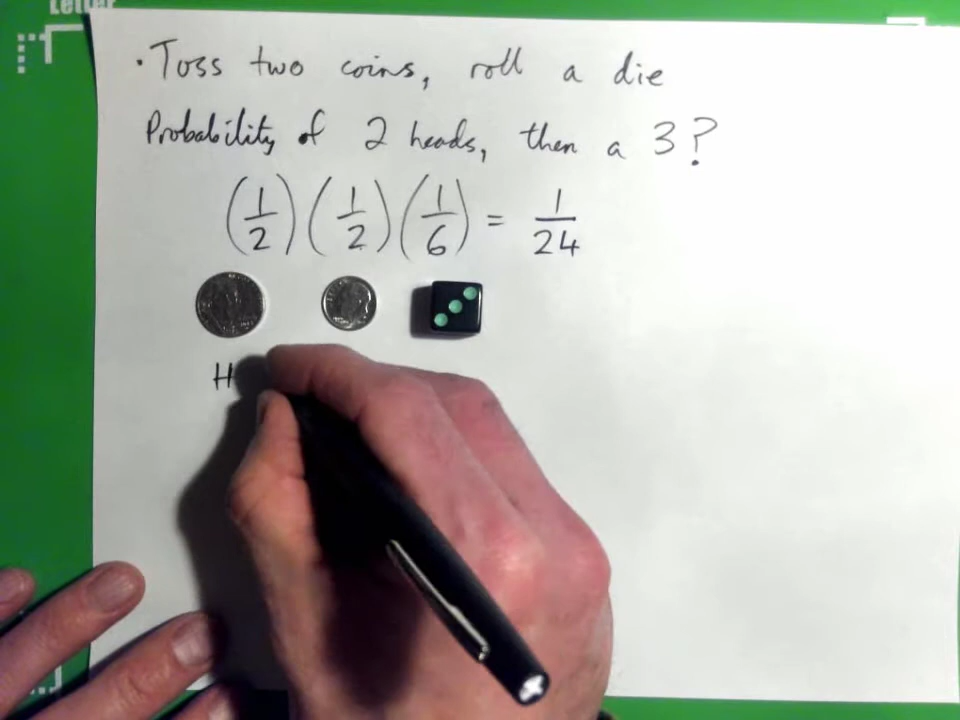 Letter
• Toss two coins, roll a die
Probability of 2 heads, then a 3?
(1/2)(1/2)(1/6) = 1/24
H